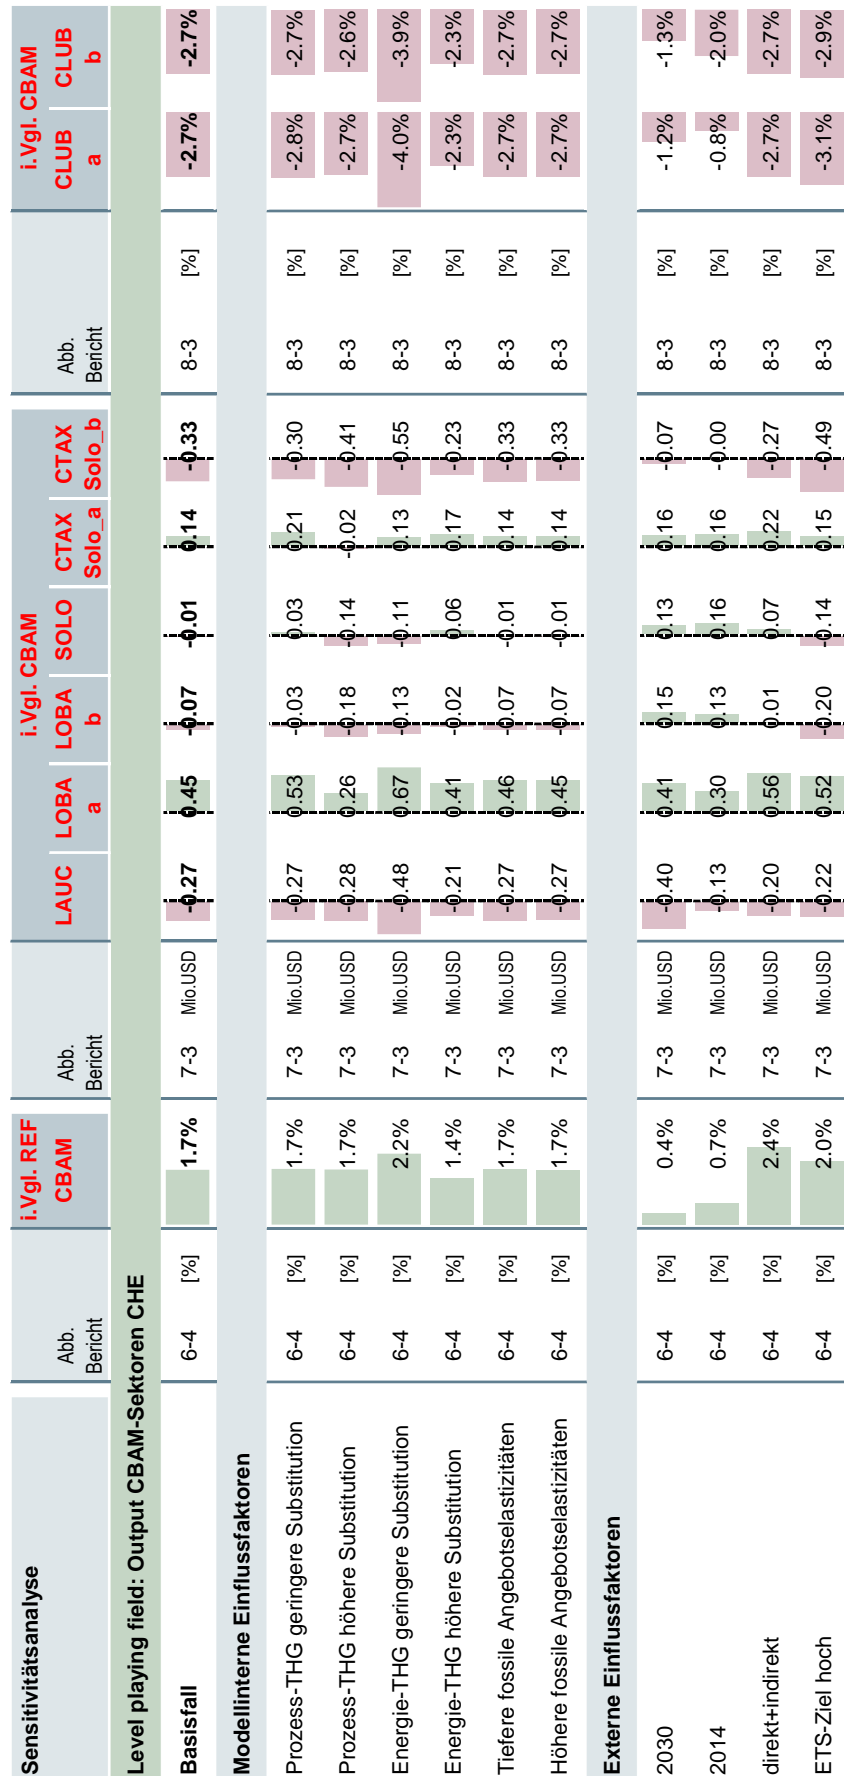 Sensitivitätsanalyse Abb. Bericht i.Vgl. REF CBAM Abb. Bericht i.Vgl. CBAM LAUC LOBA a LOBA b SOLO CTAX Solo_a CTAX Solo_b Abb. Bericht i.Vgl. CBAM CLUB a CLUB b
Level playing field: Output CBAM-Sektoren CHE
Basisfall 6-4 [%] 1.7% 7-3 Mio.USD -0.27 0.45 -0.07 -0.01 0.14 -0.33 8-3 [%] -2.7% -2.7%
Modellinterne Einflussfaktoren
Prozess-THG geringere Substitution 6-4 [%] 1.7% 7-3 Mio.USD -0.27 0.53 -0.03 0.03 0.21 -0.30 8-3 [%] -2.8% -2.7%
Prozess-THG höhere Substitution 6-4 [%] 1.7% 7-3 Mio.USD -0.28 0.26 -0.18 -0.14 -0.02 -0.41 8-3 [%] -2.7% -2.6%
Energie-THG geringere Substitution 6-4 [%] 2.2% 7-3 Mio.USD -0.48 0.67 -0.13 -0.11 0.13 -0.55 8-3 [%] -4.0% -3.9%
Energie-THG höhere Substitution 6-4 [%] 1.4% 7-3 Mio.USD -0.21 0.41 -0.02 0.06 0.17 -0.23 8-3 [%] -2.3% -2.3%
Tiefere fossile Angebotselastizitäten 6-4 [%] 1.7% 7-3 Mio.USD -0.27 0.46 -0.07 -0.01 0.14 -0.33 8-3 [%] -2.7% -2.7%
Höhere fossile Angebotselastizitäten 6-4 [%] 1.7% 7-3 Mio.USD -0.27 0.45 -0.07 -0.01 0.14 -0.33 8-3 [%] -2.7% -2.7%
Externe Einflussfaktoren
2030 6-4 [%] 0.4% 7-3 Mio.USD -0.40 0.41 0.15 0.13 0.16 -0.07 8-3 [%] -1.2% -1.3%
2014 6-4 [%] 0.7% 7-3 Mio.USD -0.13 0.30 0.13 0.16 0.16 -0.00 8-3 [%] -0.8% -2.0%
direkt+indirekt 6-4 [%] 2.4% 7-3 Mio.USD -0.20 0.56 0.01 0.07 0.22 -0.27 8-3 [%] -2.7% -2.7%
ETS-Ziel hoch 6-4 [%] 2.0% 7-3 Mio.USD -0.22 0.52 -0.20 -0.14 0.15 -0.49 8-3 [%] -3.1% -2.9%